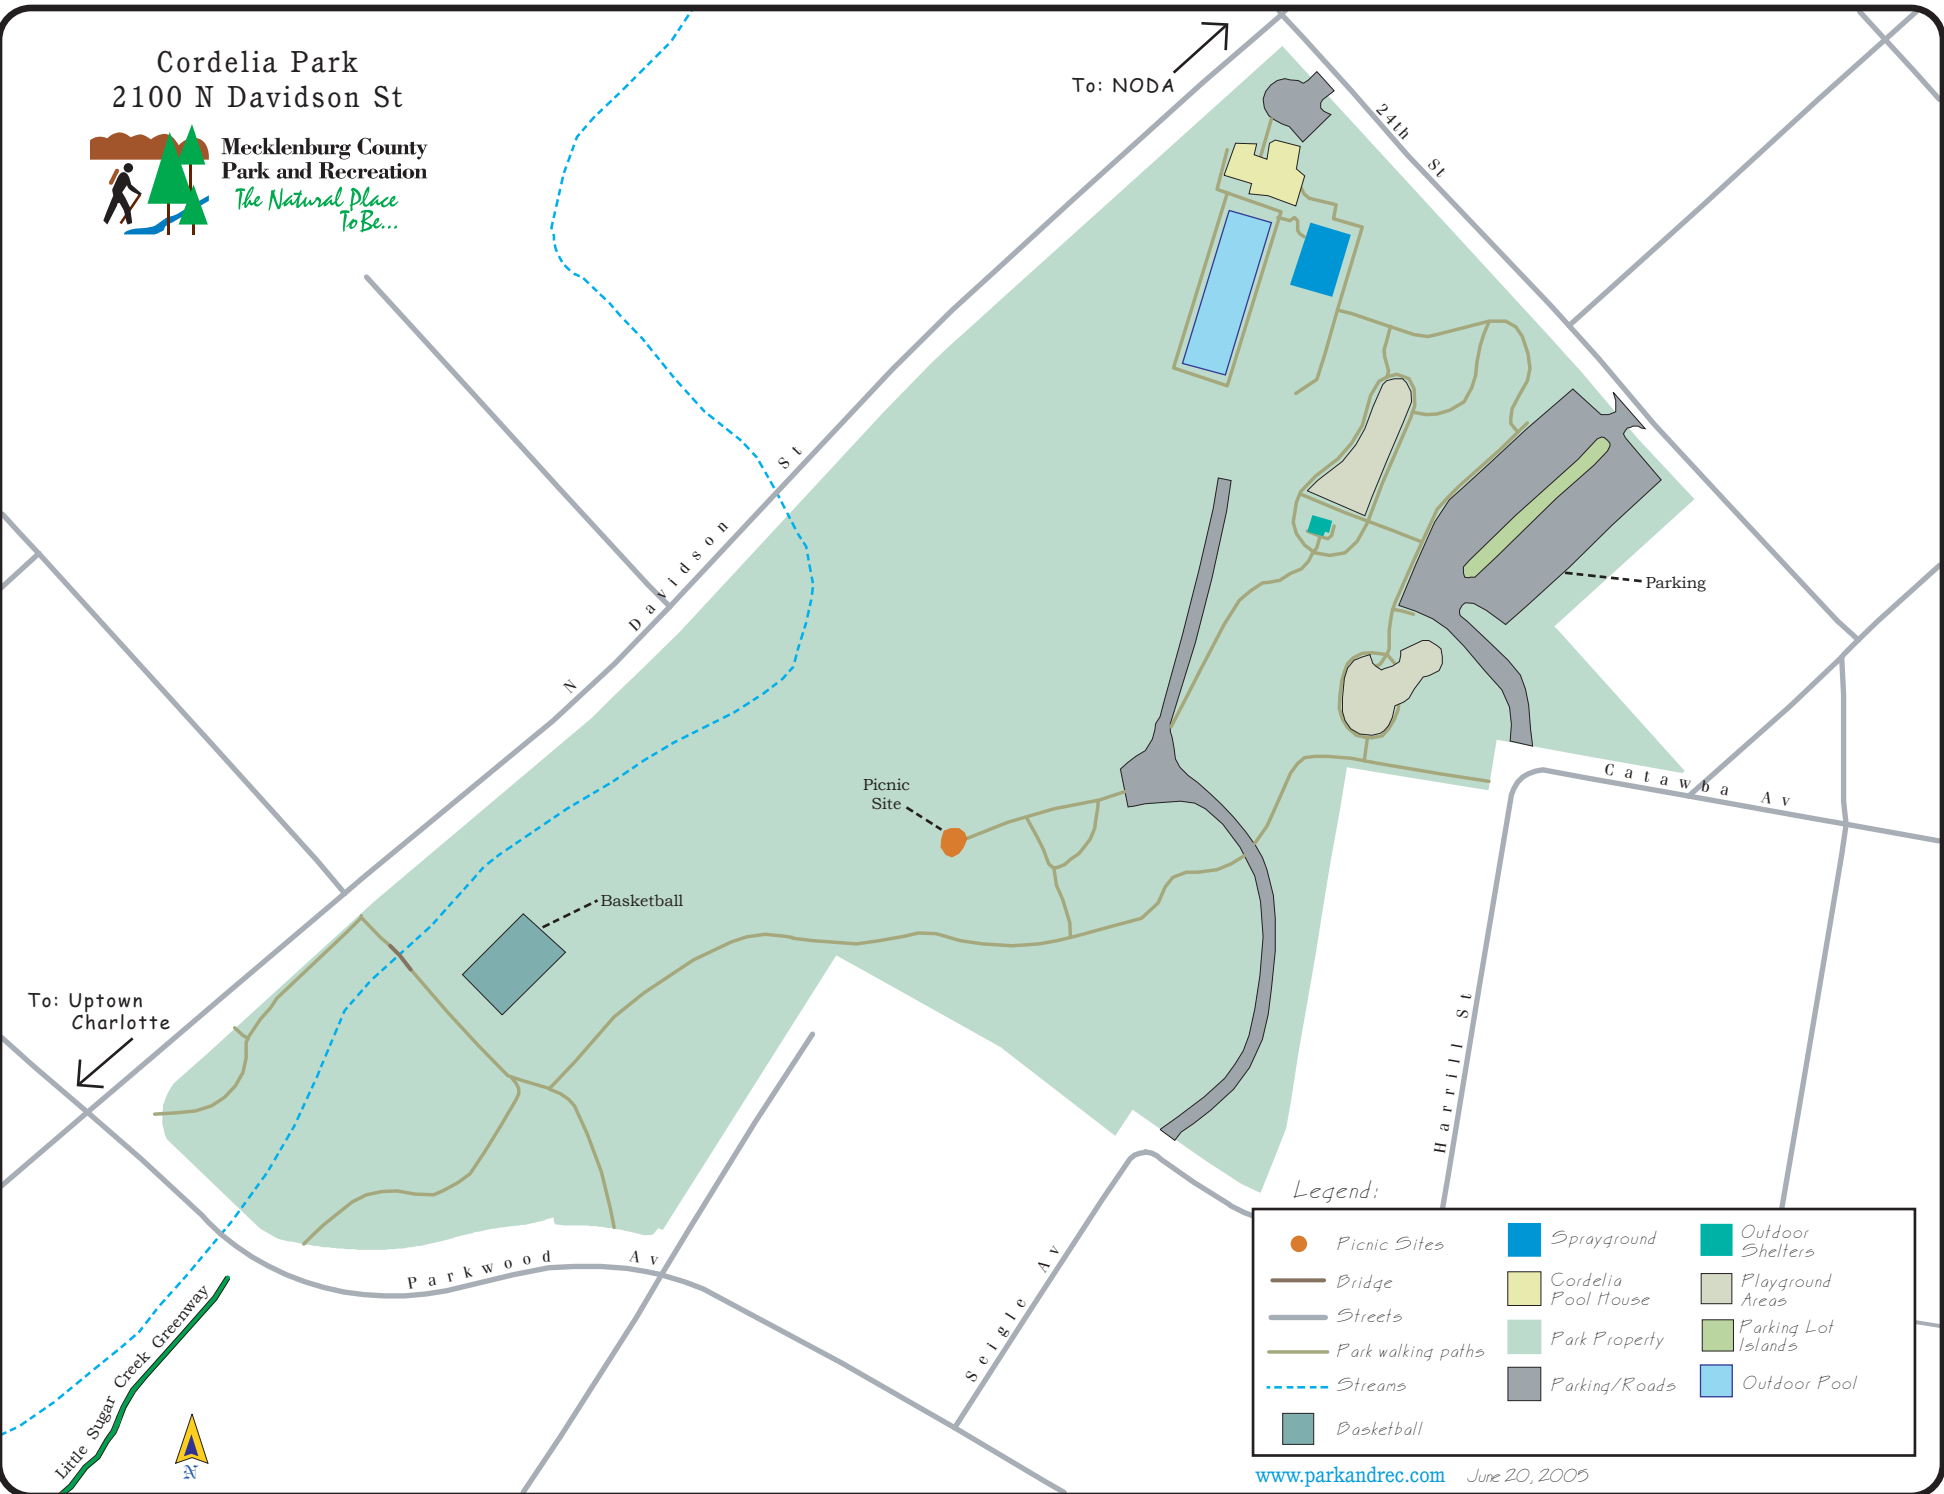 Cordelia Park
2100 N Davidson St
Mecklenburg County
Park and Recreation
The Natural Place
To Be...
To: NODA
24th St
N Davidson St
Parking
Picnic
Site
Catawba Av
Basketball
To: Uptown
Charlotte
Harrill St
Parkwood Av
Seigle Av
Little Sugar Creek Greenway
N
Legend:
Picnic Sites
Bridge
Streets
Park walking paths
Streams
Basketball
Sprayground
Cordelia
Pool House
Park Property
Parking/Roads
Outdoor
Shelters
Playground
Areas
Parking Lot
Islands
Outdoor Pool
www.parkandrec.com June 20, 2005